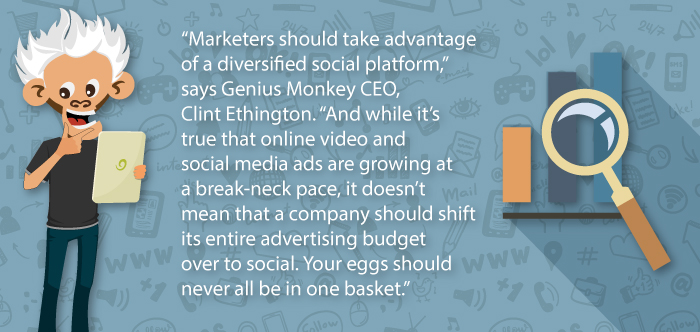 “Marketers should take advantage
of a diversified social platform,”
says Genius Monkey CEO,
Clint Ethington. “And while it’s
true that online video and
social media ads are growing at
a break-neck pace, it doesn’t
mean that a company should shift
its entire advertising budget
over to social. Your eggs should
never all be in one basket.”